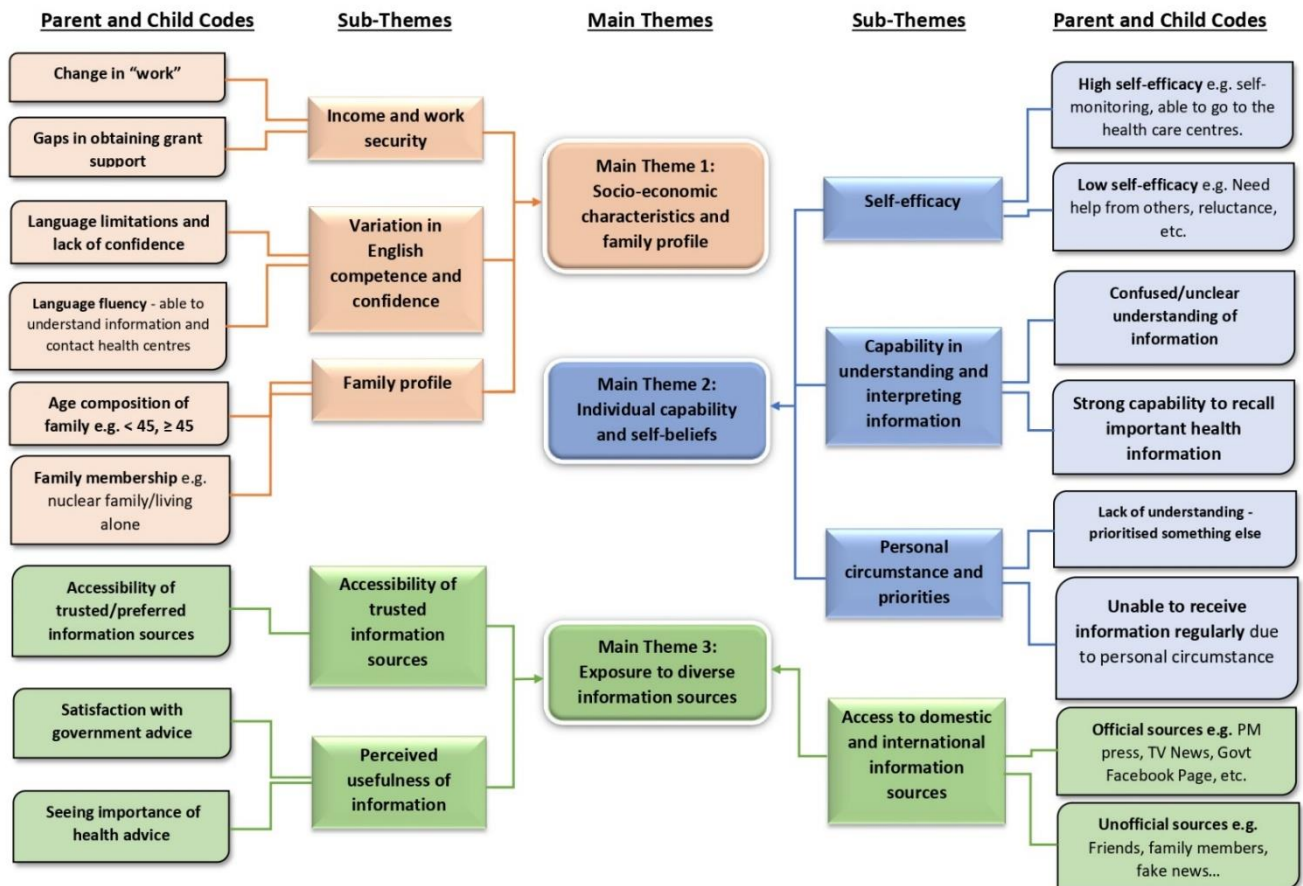 Parent and Child Codes
Sub-Themes
Main Themes
Sub-Themes
Parent and Child Codes
Change in “work”
Gaps in obtaining grant
support
Language limitations and
lack of confidence
Language fluency - able to
understand information and
contact health centres
Age composition of
family e.g. < 45, ≥ 45
Family membership e.g.
nuclear family/living
alone
Accessibility of
trusted/preferred
information sources
Satisfaction with
government advice
Seeing importance of
health advice
Income and work
security
Variation in
English
competence and
confidence
Family profile
Accessibility of
trusted
information
sources
Perceived
usefulness of
information
Main Theme 1:
Socio-economic
characteristics and
family profile
Main Theme 2:
Individual capability
and self-beliefs
Main Theme 3:
Exposure to diverse
information sources
Self-efficacy
Capability in
understanding and
interpreting
information
Personal
circumstance and
priorities
Access to domestic
and international
information
sources
High self-efficacy e.g. self-
monitoring, able to go to the
health care centres.
Low self-efficacy e.g. Need
help from others, reluctance,
etc.
Confused/unclear
understanding of
information
Strong capability to recall
important health
information
Lack of understanding -
prioritised something else
Unable to receive
information regularly due
to personal circumstance
Official sources e.g. PM
press, TV News, Govt
Facebook Page, etc.
Unofficial sources e.g.
Friends, family members,
fake news...